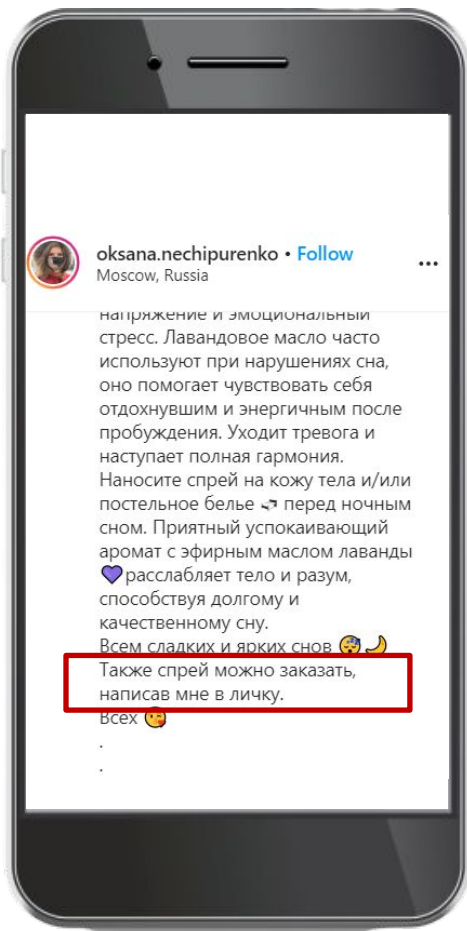 oksana.nechipurenko • Follow
Moscow, Russia
напряжение и эмоциональный
стресс. Лавандовое масло часто
используют при нарушениях сна,
оно помогает чувствовать себя
отдохнувшим и энергичным после
пробуждения. Уходит тревога и
наступает полная гармония.
Наносите спрей на кожу тела и/или
постельное белье перед ночным
сном. Приятный успокаивающий
аромат с эфирным маслом лаванды
💜расслабляет тело и разум,
способствуя долгому и
качественному сну.
Всем сладких и ярких снов 😴🌙
Также спрей можно заказать,
написав мне в личку.
Всех 😘
.
.